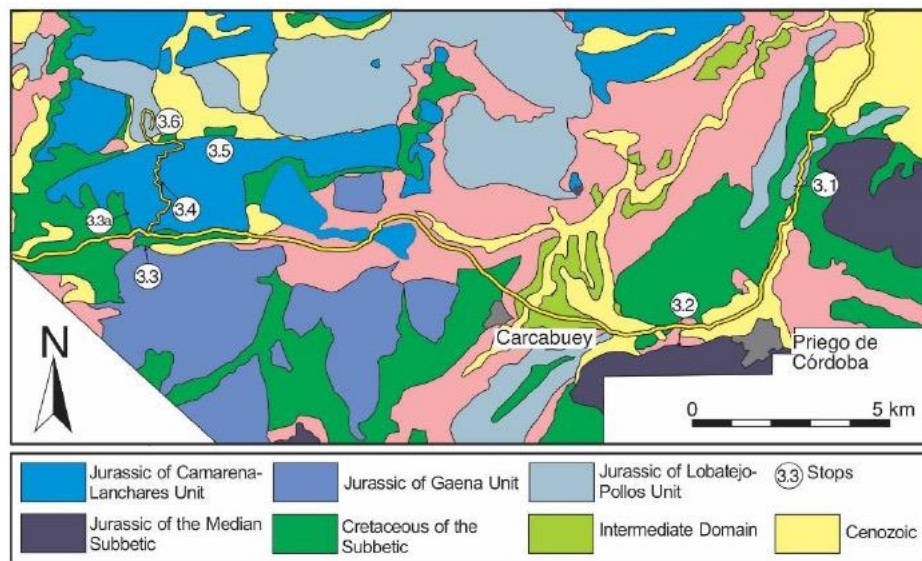 3.6
3.5
3.1
3.3a
3.4
3.3
3.2
N
Carcabuey
Priego de
Córdoba
0
5 km
Jurassic of Camarena-
Lanchares Unit
Jurassic of Gaena Unit
Jurassic of Lobatejo-
Pollos Unit
3.3 Stops
Jurassic of the Median
Subbetic
Cretaceous of the
Subbetic
Intermediate Domain
Cenozoic